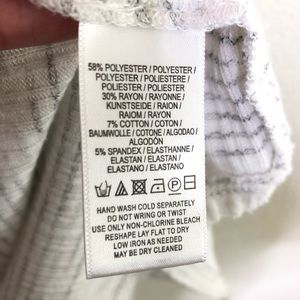 58% POLYESTER / POLYESTER /
POLYESTER / POLIESTERE /
POLIESTER / POLIESTER
30% RAYON / RAYONNE /
KUNSTSEIDE / RAION /
RAIOM / RAYON
7% COTTON / COTON /
BAUMWOLLE / COTONE / ALGODAO /
ALGODÓN
5% SPANDEX / ELASTHANNE /
ELASTAN / ELASTAN /
ELASTANO / ELASTANO
P
HAND WASH COLD SEPARATELY
DO NOT WRING OR TWIST
USE ONLY NON-CHLORINE BLEACH
RESHAPE LAY FLAT TO DRY
LOW IRON AS NEEDED
MAY BE DRY CLEANED